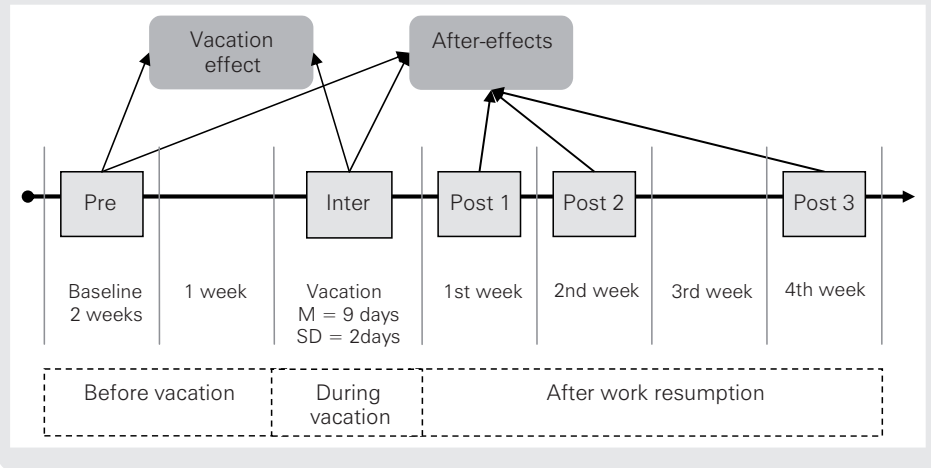 Vacation
effect
After-effects
Pre
Inter
Post 1
Post 2
Post 3
Baseline
2 weeks
1 week
Vacation
M = 9 days
SD = 2days
1st week
2nd week
3rd week
4th week
Before vacation
During
vacation
After work resumption